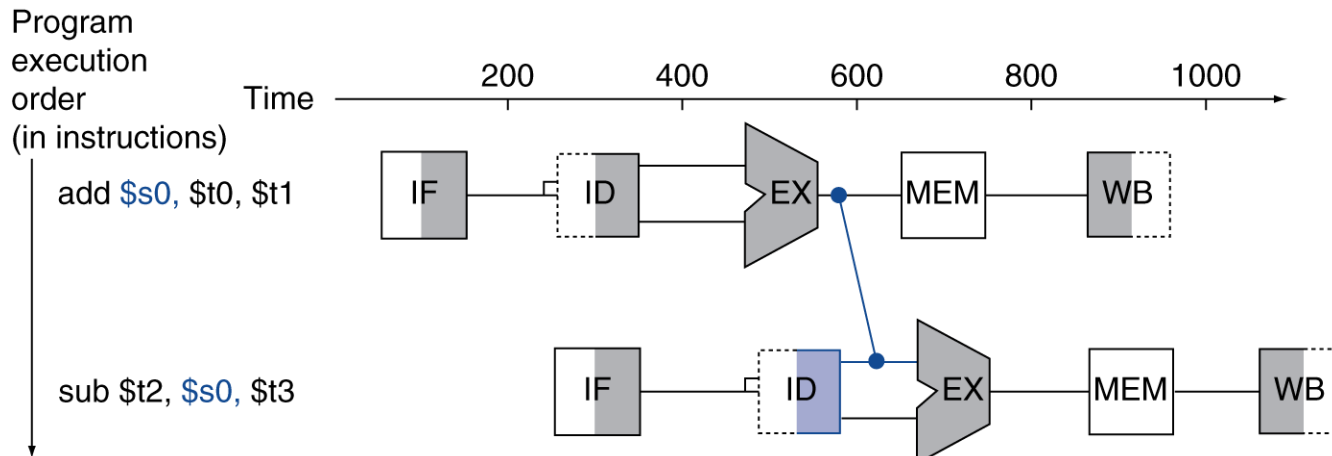 Program
execution
order
(in instructions)
Time
200 400 600 800 1000
add $s0, $t0, $t1
IF ID EX MEM WB
sub $t2, $s0, $t3
IF ID EX MEM WB